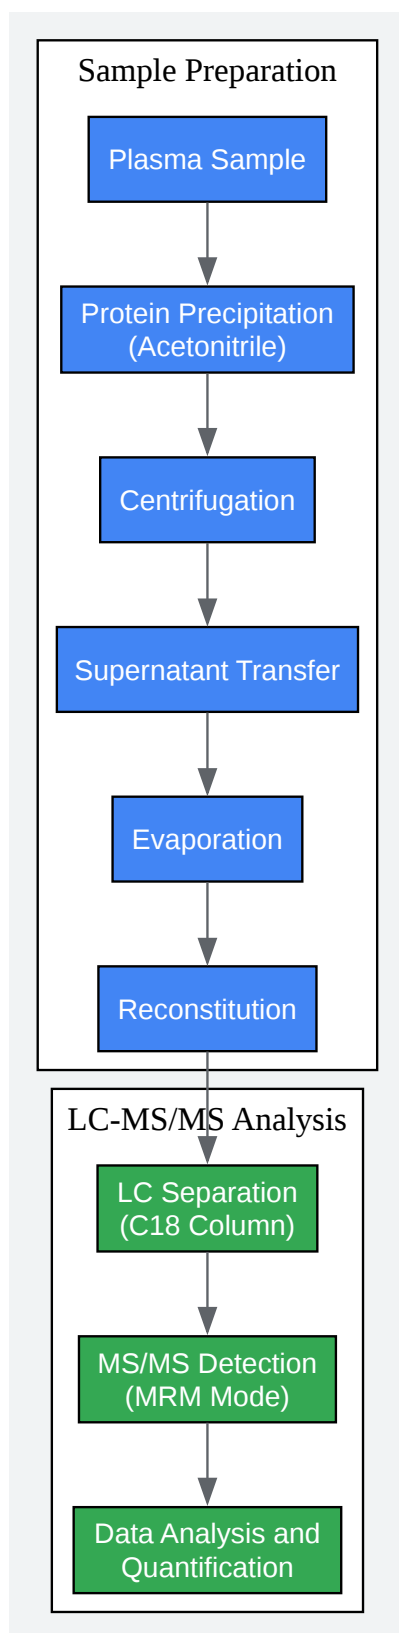 Sample Preparation
Plasma Sample
Protein Precipitation
(Acetonitrile)
Centrifugation
Supernatant Transfer
Evaporation
Reconstitution
LC-MS/MS Analysis
LC Separation
(C18 Column)
MS/MS Detection
(MRM Mode)
Data Analysis and
Quantification